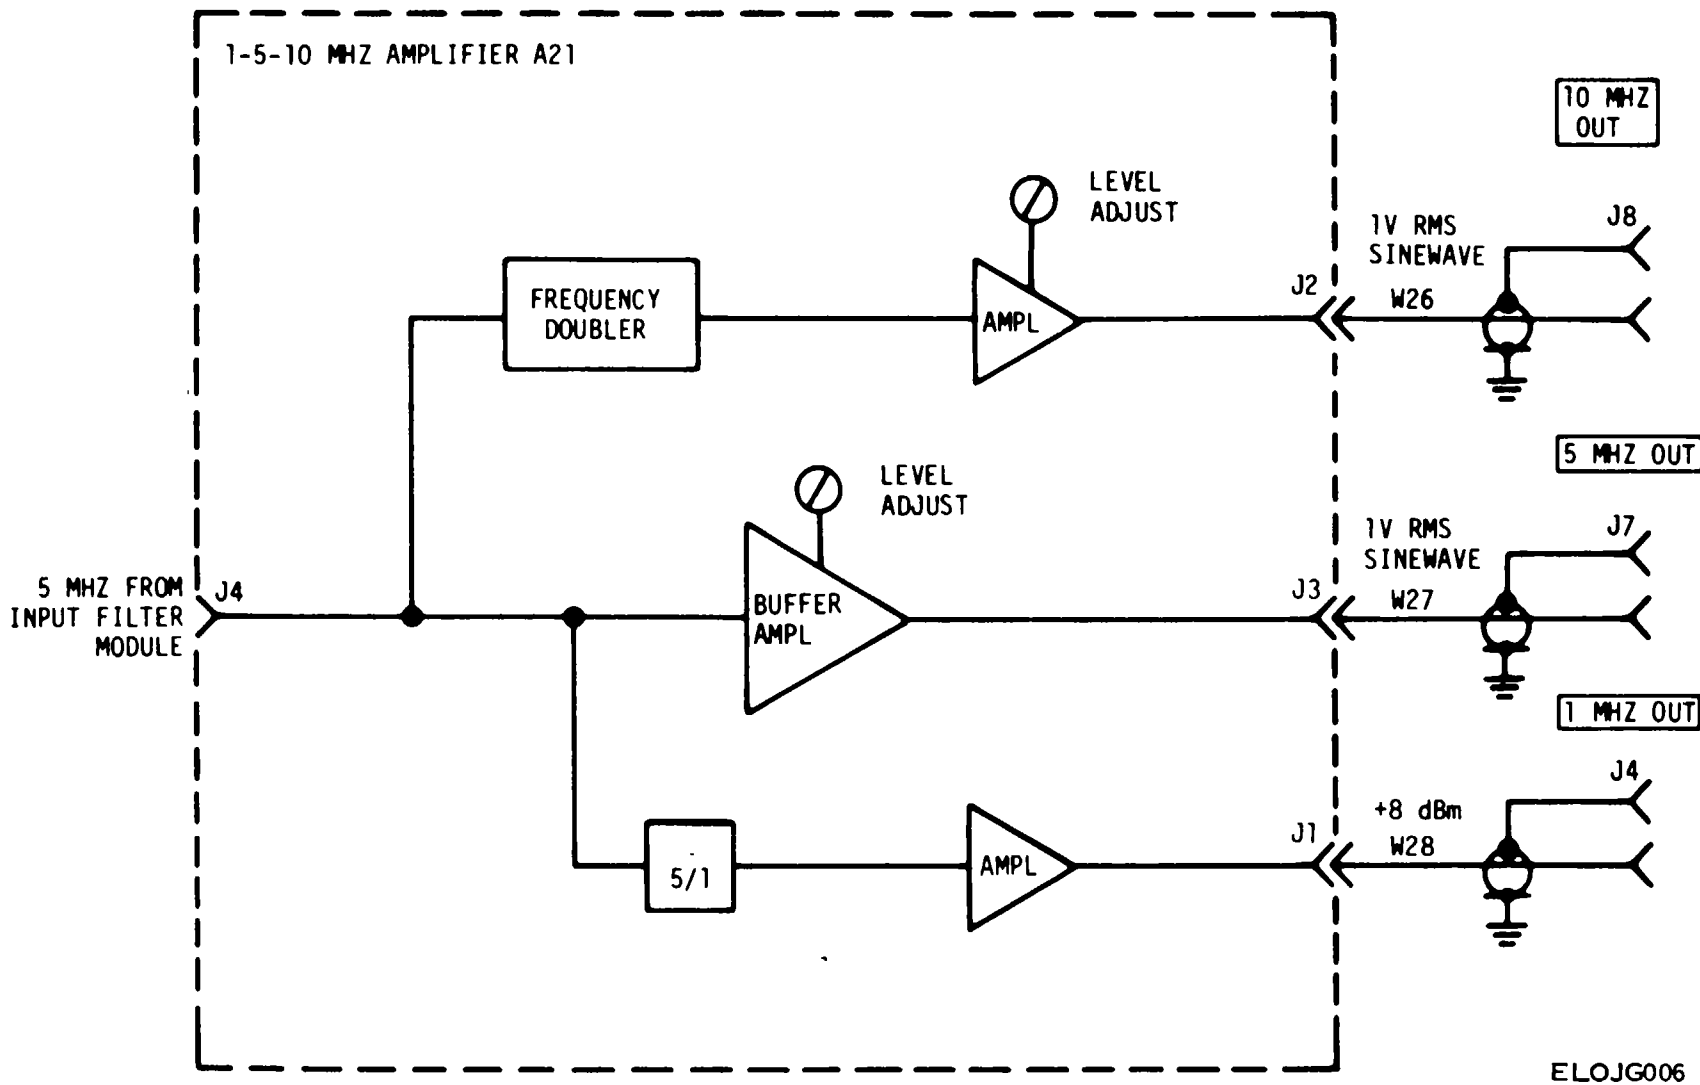 1-5-10 MHZ AMPLIFIER A21
10 MHZ
OUT
LEVEL
ADJUST
1V RMS
SINEWAVE
J8
FREQUENCY
DOUBLER
AMPL
J2
W26
5 MHZ OUT
LEVEL
ADJUST
1V RMS
SINEWAVE
J7
5 MHZ FROM
INPUT FILTER
MODULE
J4
BUFFER
AMPL
J3
W27
1 MHZ OUT
J4
+8 dBm
5/1
AMPL
J1
W28
ELOJG006